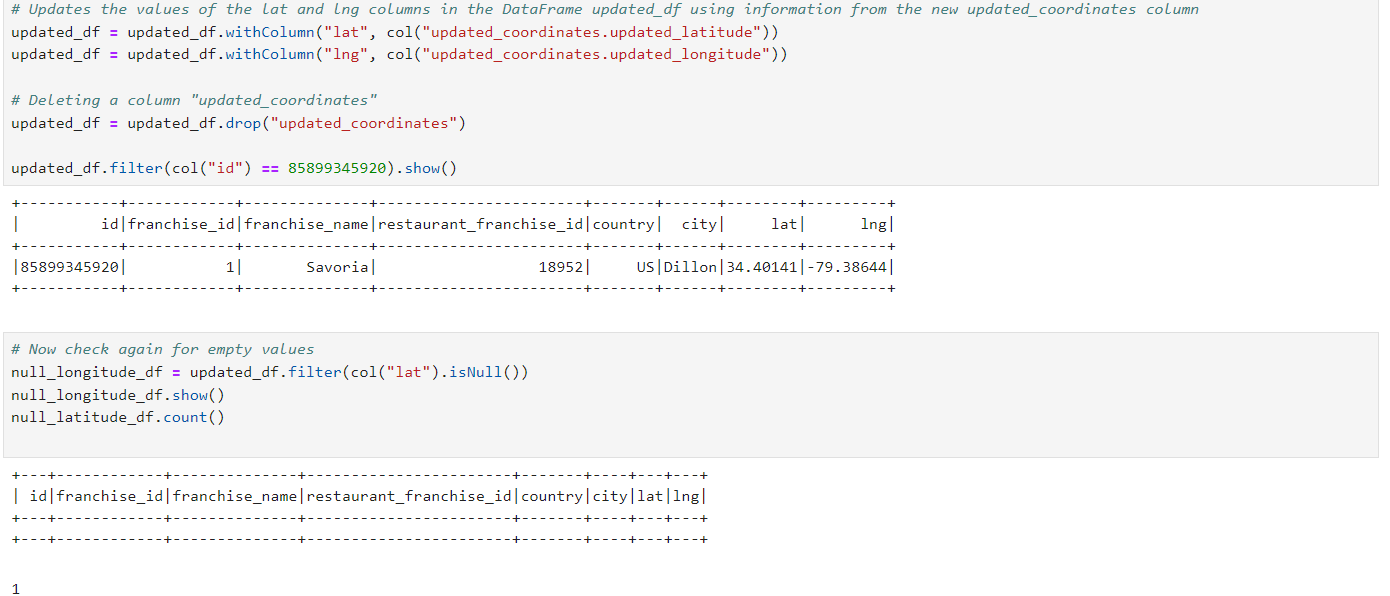 # Updates the values of the lat and lng columns in the DataFrame updated_df using information from the new updated_coordinates column
updated_df = updated_df.withColumn("lat", col("updated_coordinates.updated_latitude"))
updated_df = updated_df.withColumn("lng", col("updated_coordinates.updated_longitude"))

# Deleting a column "updated_coordinates"
updated_df = updated_df.drop("updated_coordinates")

updated_df.filter(col("id") == 85899345920).show()
+-----------+------------+--------------+-----------------------+-------+------+--------+---------+
|         id|franchise_id|franchise_name|restaurant_franchise_id|country|  city|     lat|      lng|
+-----------+------------+--------------+-----------------------+-------+------+--------+---------+
|85899345920|           1|       Savoria|                  18952|     US|Dillon|34.40141|-79.38644|
+-----------+------------+--------------+-----------------------+-------+------+--------+---------+
# Now check again for empty values
null_longitude_df = updated_df.filter(col("lat").isNull())
null_longitude_df.show()
null_latitude_df.count()
+---+------------+--------------+-----------------------+-------+----+---+---+
| id|franchise_id|franchise_name|restaurant_franchise_id|country|city|lat|lng|
+---+------------+--------------+-----------------------+-------+----+---+---+
+---+------------+--------------+-----------------------+-------+----+---+---+
1